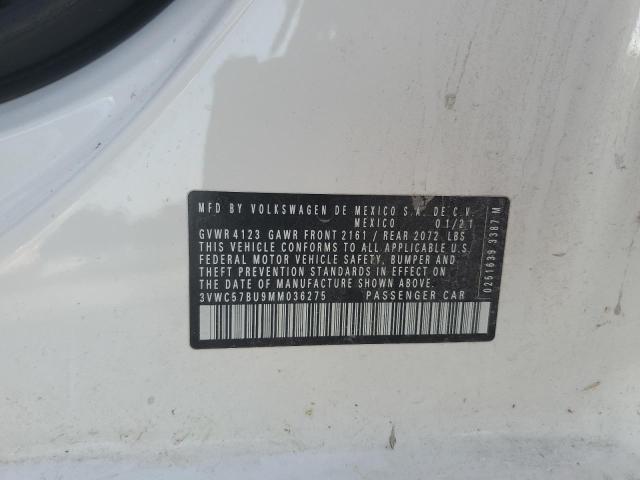 MFD BY VOLKSWAGEN DE MEXICO S.A. DE C.V.
MEXICO 01/21
GVWR 4123 GAWR FRONT 2161 / REAR 2072 LBS
THIS VEHICLE CONFORMS TO ALL APPLICABLE U.S.
FEDERAL MOTOR VEHICLE SAFETY, BUMPER AND
THEFT PREVENTION STANDARDS IN EFFECT ON
THE DATE OF MANUFACTURE SHOWN ABOVE.
3VWC57BU9MM036275 PASSENGER CAR
0251639 3387 M